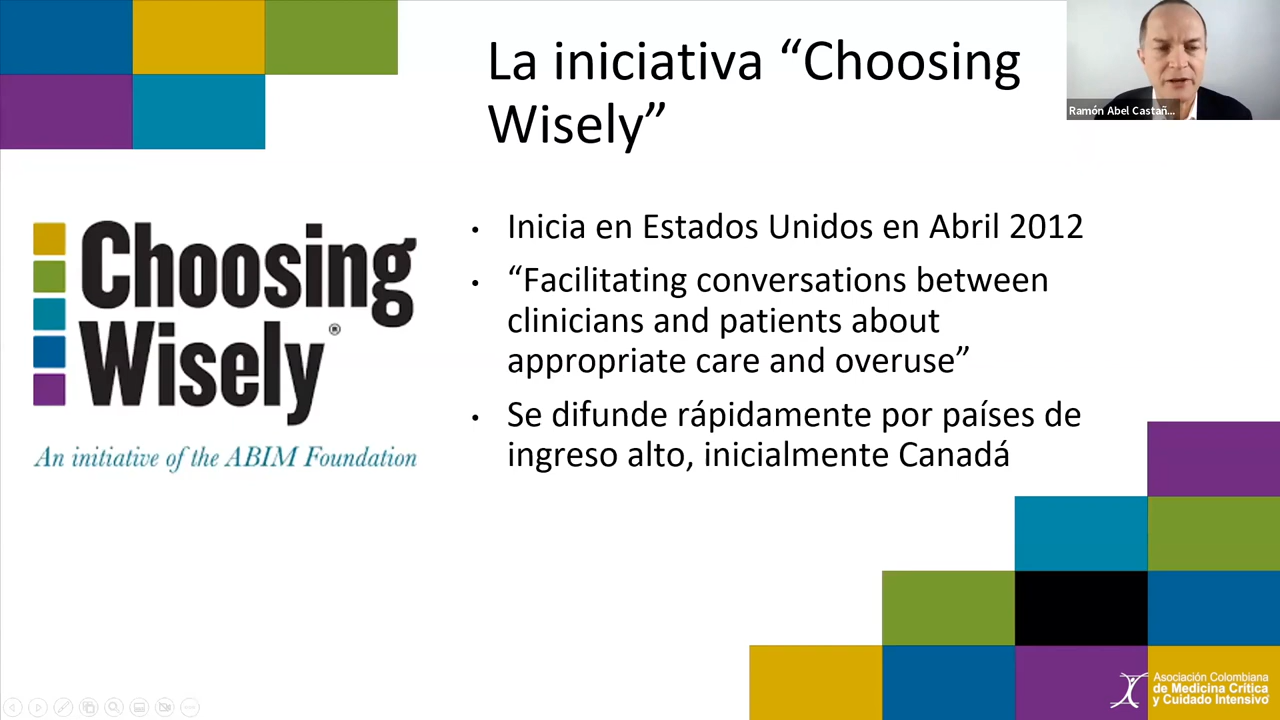 La iniciativa “Choosing
Wisely”
Ramón Abel Castañ...
Choosing
Wisely®
An initiative of the ABIM Foundation
• Inicia en Estados Unidos en Abril 2012
• “Facilitating conversations between
clinicians and patients about
appropriate care and overuse”
• Se difunde rápidamente por países de
ingreso alto, inicialmente Canadá
Asociación Colombiana
de Medicina Crítica
y Cuidado Intensivo